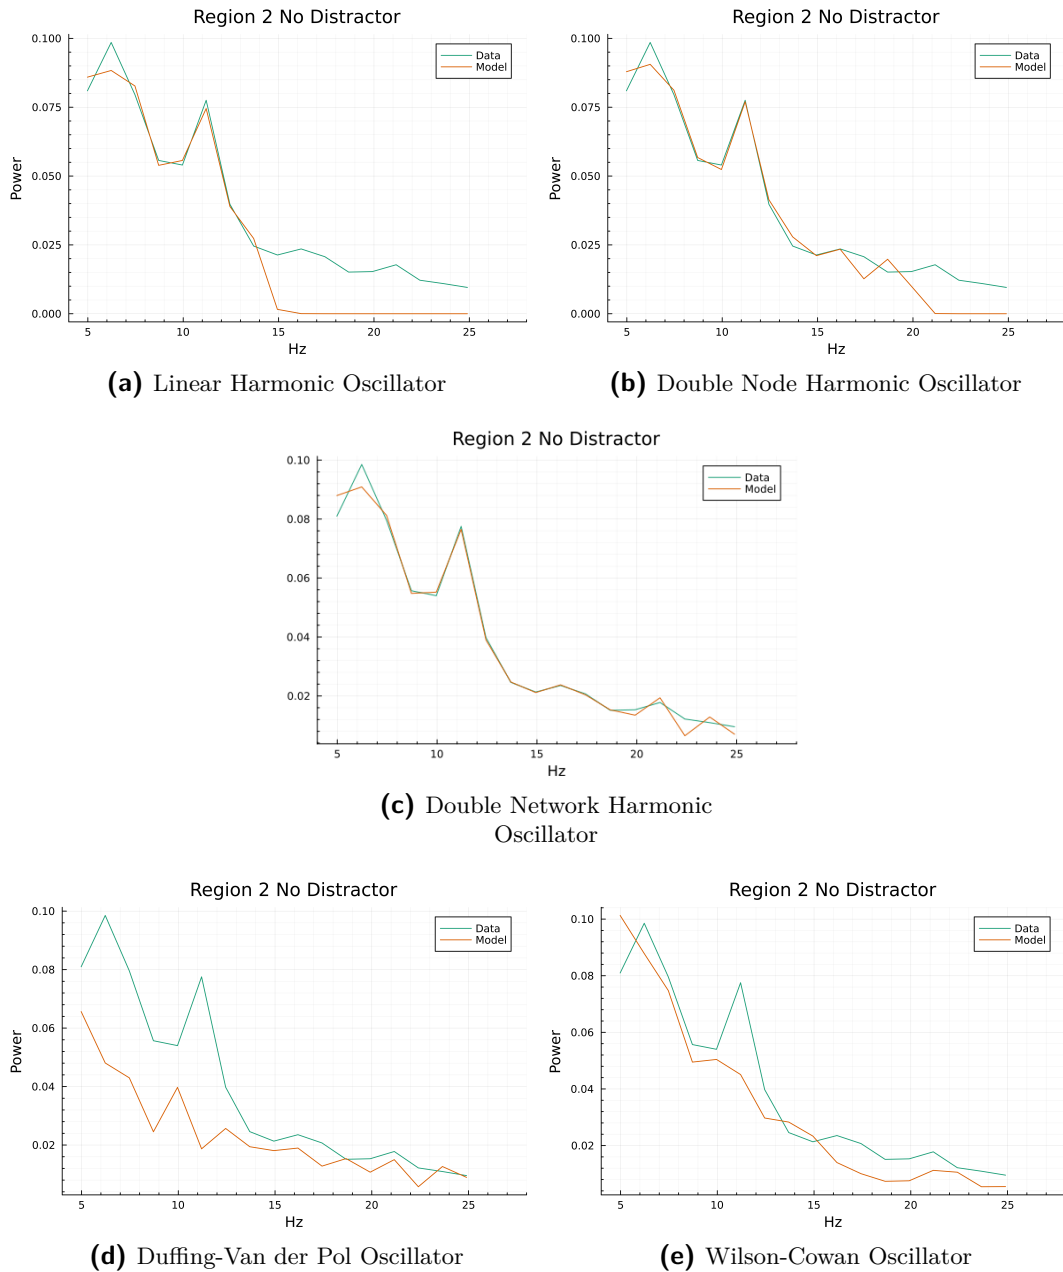 Region 2 No Distractor
Power
0.100
0.075
0.050
0.025
0.000
Data
Model
5 10 15 20 25
Hz
(a) Linear Harmonic Oscillator
Region 2 No Distractor
Power
0.100
0.075
0.050
0.025
0.000
Data
Model
5 10 15 20 25
Hz
(b) Double Node Harmonic Oscillator
Region 2 No Distractor
0.10
0.08
0.06
0.04
0.02
Data
Model
5 10 15 20 25
Hz
(c) Double Network Harmonic
Oscillator
Region 2 No Distractor
Power
0.10
0.08
0.06
0.04
0.02
Data
Model
5 10 15 20 25
Hz
(d) Duffing-Van der Pol Oscillator
Region 2 No Distractor
Power
0.10
0.08
0.06
0.04
0.02
Data
Model
5 10 15 20 25
Hz
(e) Wilson-Cowan Oscillator